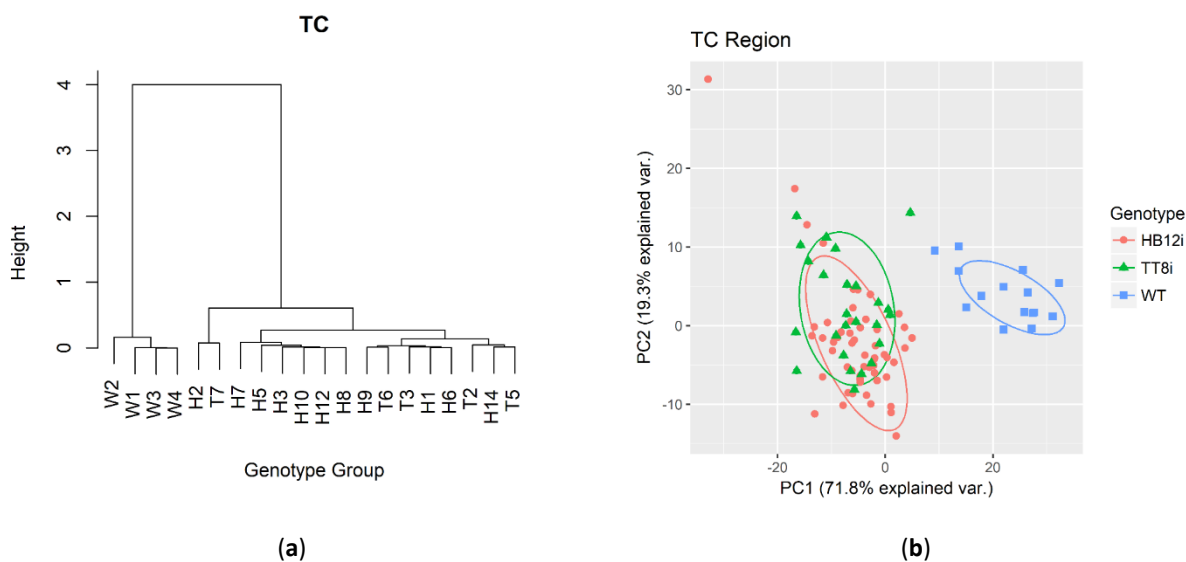 TC
Height
4
3
2
1
0
W2
W1
W3
W4
H2
T7
H7
H5
H3
H10
H12
H8
H9
T6
T3
H1
H6
T2
H14
T5
Genotype Group
(a)
TC Region
PC2 (19.3% explained var.)
30
20
10
0
-10
-20
0
20
PC1 (71.8% explained var.)
Genotype
HB12i
TT8i
WT
(b)